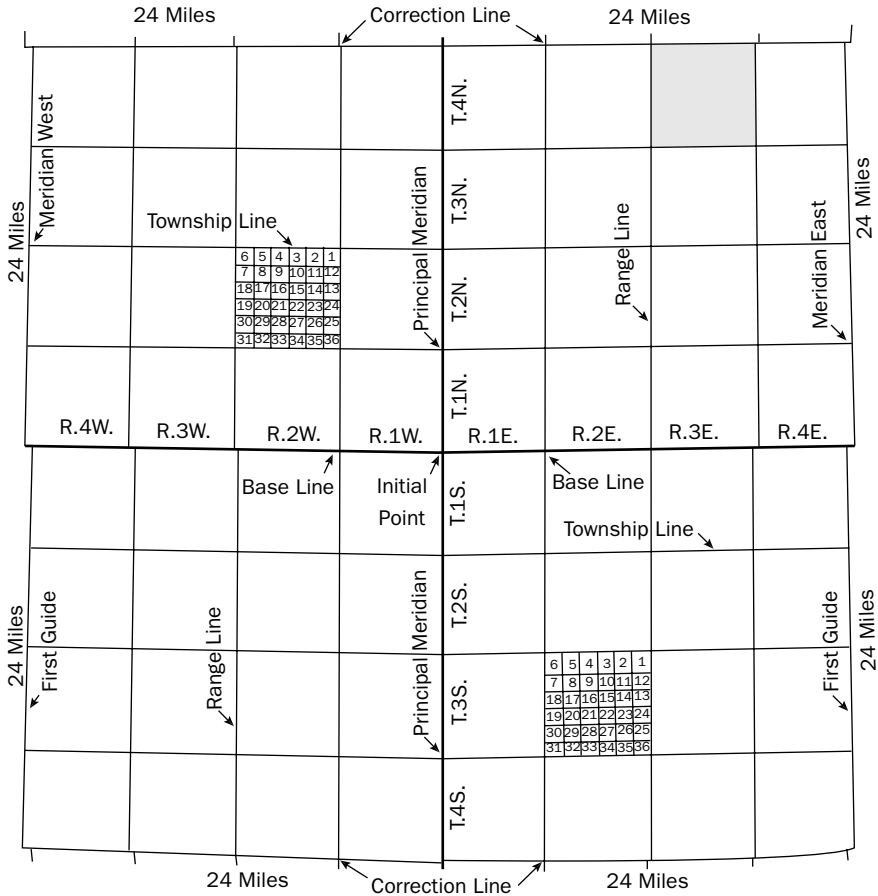 24 Miles
Correction Line
24 Miles
Meridian West
T.4N.
24 Miles
24 Miles
Principal Meridian
T.3N.
Township Line
Range Line
Meridian East
6 5 4 3 2 1
7 8 9 10 11 12
18 17 16 15 14 13
19 20 21 22 23 24
30 29 28 27 26 25
31 32 33 34 35 36
T.2N.
T.1N.
R.4W. R.3W. R.2W. R.1W. R.1E. R.2E. R.3E. R.4E.
Base Line
Initial
Point
T.1S.
Base Line
Township Line
24 Miles
First Guide
Range Line
Principal Meridian
T.2S.
First Guide
24 Miles
6 5 4 3 2 1
7 8 9 10 11 12
18 17 16 15 14 13
19 20 21 22 23 24
30 29 28 27 26 25
31 32 33 34 35 36
T.3S.
T.4S.
24 Miles
Correction Line
24 Miles